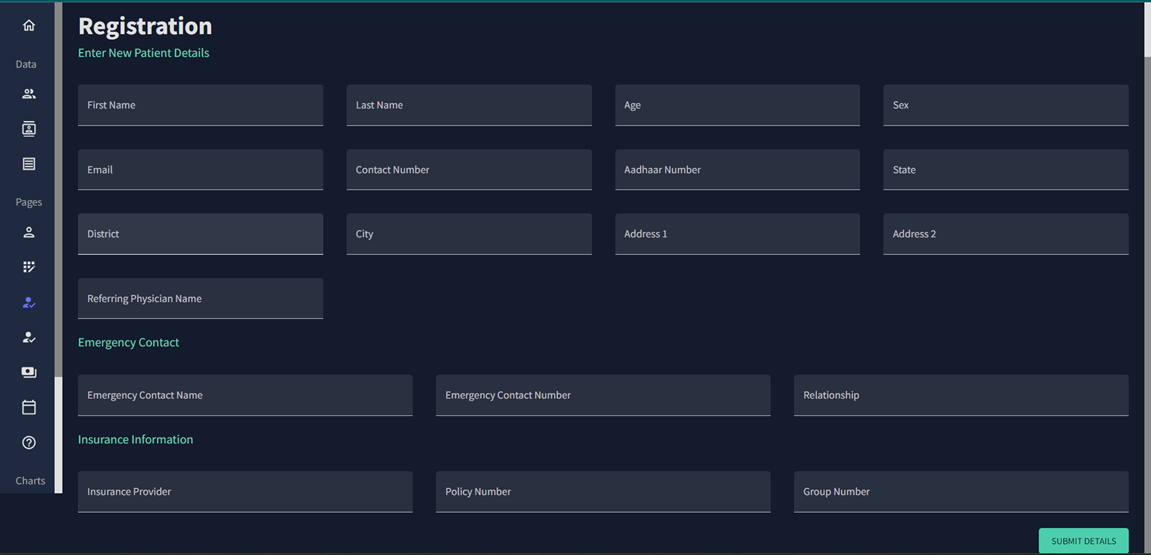 Registration
Enter New Patient Details
Data
First Name
Last Name
Age
Sex
Email
Contact Number
Aadhaar Number
State
Pages
District
City
Address 1
Address 2
Referring Physician Name
Emergency Contact
Emergency Contact Name
Emergency Contact Number
Relationship
Insurance Information
Charts
Insurance Provider
Policy Number
Group Number
SUBMIT DETAILS